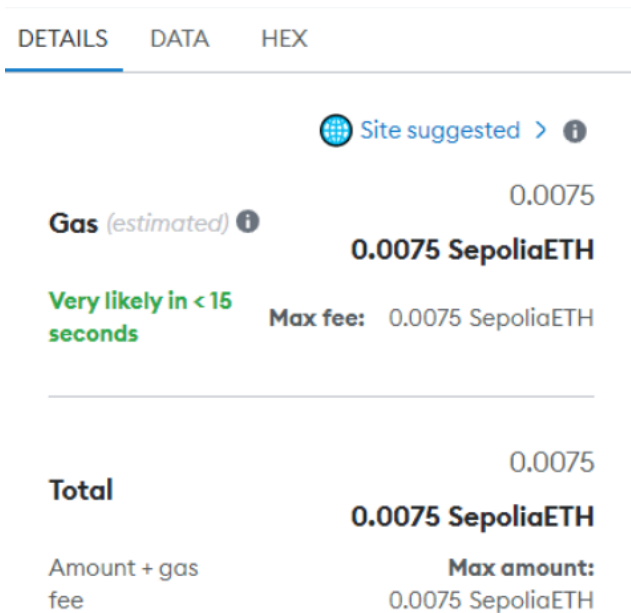 DETAILS DATA HEX
Site suggested >
0.0075
Gas (estimated)
0.0075 SepoliaETH
Very likely in < 15
seconds
Max fee: 0.0075 SepoliaETH
0.0075
Total
0.0075 SepoliaETH
Amount + gas
fee
Max amount:
0.0075 SepoliaETH